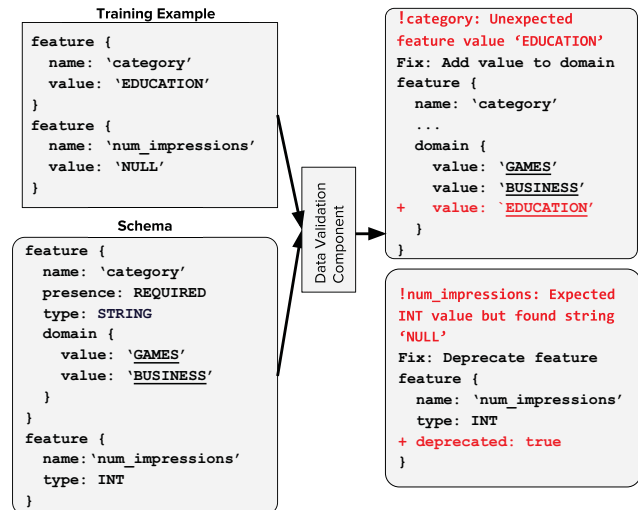 Training Example
feature {
name: ‘category’
value: ‘EDUCATION’
}
feature {
name: ‘num_impressions’
value: ‘NULL’
}
Schema
feature {
name: ‘category’
presence: REQUIRED
type: STRING
domain {
value: ‘GAMES’
value: ‘BUSINESS’
}
}
feature {
name:‘num_impressions’
type: INT
}
Data Validation
Component
!category: Unexpected
feature value ‘EDUCATION’
Fix: Add value to domain
feature {
name: ‘category’
...
domain {
value: ‘GAMES’
value: ‘BUSINESS’
+ value: `EDUCATION’
}
}
!num_impressions: Expected
INT value but found string
‘NULL’
Fix: Deprecate feature
feature {
name: ‘num_impressions’
type: INT
+ deprecated: true
}